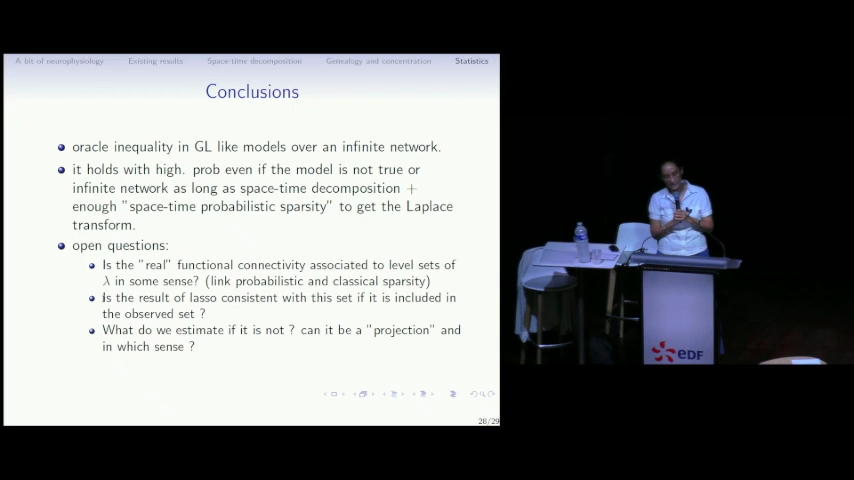 A bit of neurophysiology Existing results Space-time decomposition Genealogy and concentration Statistics
Conclusions
oracle inequality in GL like models over an infinite network.
it holds with high. prob even if the model is not true or
infinite network as long as space-time decomposition +
enough "space-time probabilistic sparsity" to get the Laplace
transform.
open questions:
Is the "real" functional connectivity associated to level sets of
λ in some sense? (link probabilistic and classical sparsity)
Is the result of lasso consistent with this set if it is included in
the observed set ?
What do we estimate if it is not ? can it be a "projection" and
in which sense ?
28/29
eDF